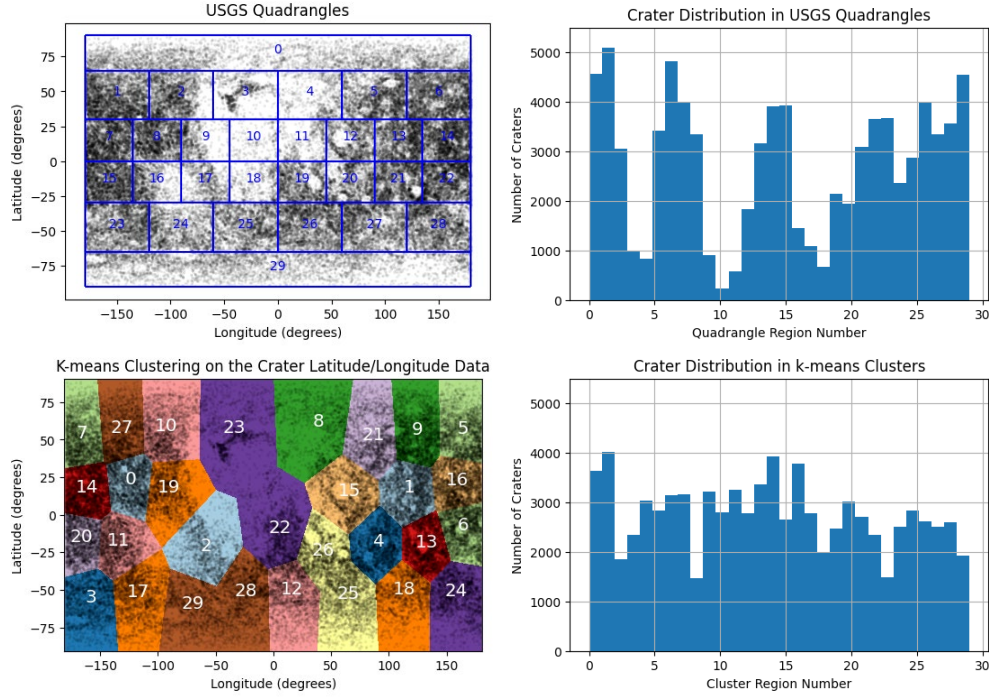 USGS Quadrangles
75
50
25
0
−25
−50
−75
Latitude (degrees)
0
1 2 3 4 5 6
7 8 9 10 11 12 13 14
15 16 17 18 19 20 21 22
23 24 25 26 27 28
29
−150 −100 −50 0 50 100 150
Longitude (degrees)
Crater Distribution in USGS Quadrangles
5000
4000
3000
2000
1000
0
Number of Craters
0 5 10 15 20 25 30
Quadrangle Region Number
K-means Clustering on the Crater Latitude/Longitude Data
75
50
25
0
−25
−50
−75
Latitude (degrees)
7 27 10 23 8 21 9 5
14 0 19 15 1 16
20 11 2 22 26 4 13 6
3 17 29 28 12 25 18 24
−150 −100 −50 0 50 100 150
Longitude (degrees)
Crater Distribution in k-means Clusters
5000
4000
3000
2000
1000
0
Number of Craters
0 5 10 15 20 25 30
Cluster Region Number